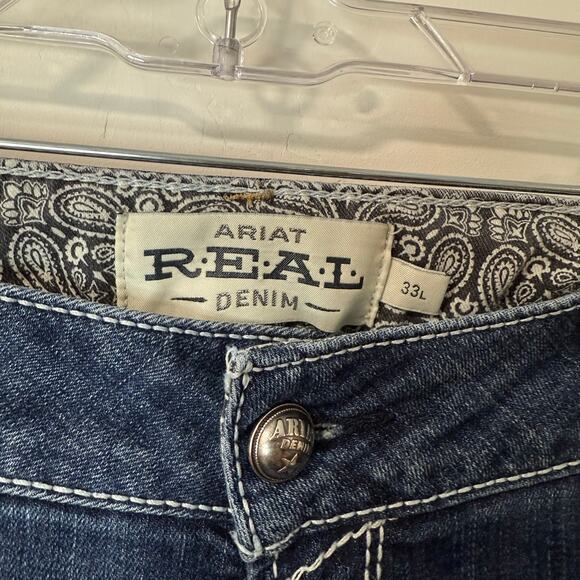 ARIAT
R·E·A·L
DENIM
33L
ARIAT
DENIM